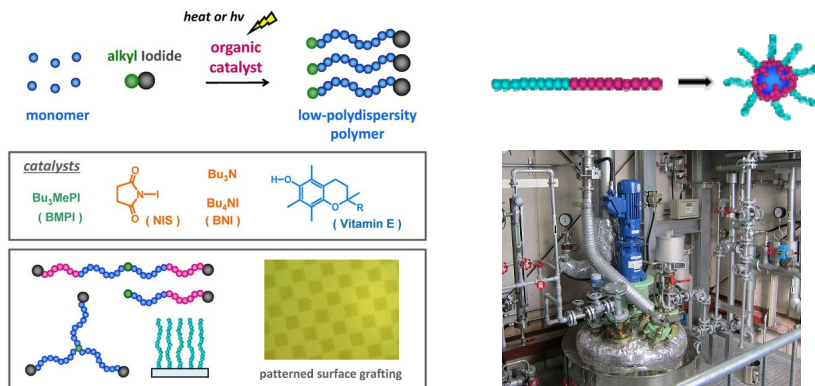 heat or hν
alkyl Iodide
organic
catalyst
monomer
low-polydispersity
polymer
catalysts
Bu₃MePI
( BMPI )
O
N-I
O
( NIS )
Bu₃N
Bu₄NI
( BNI )
H-O
O
R
( Vitamin E )
patterned surface grafting